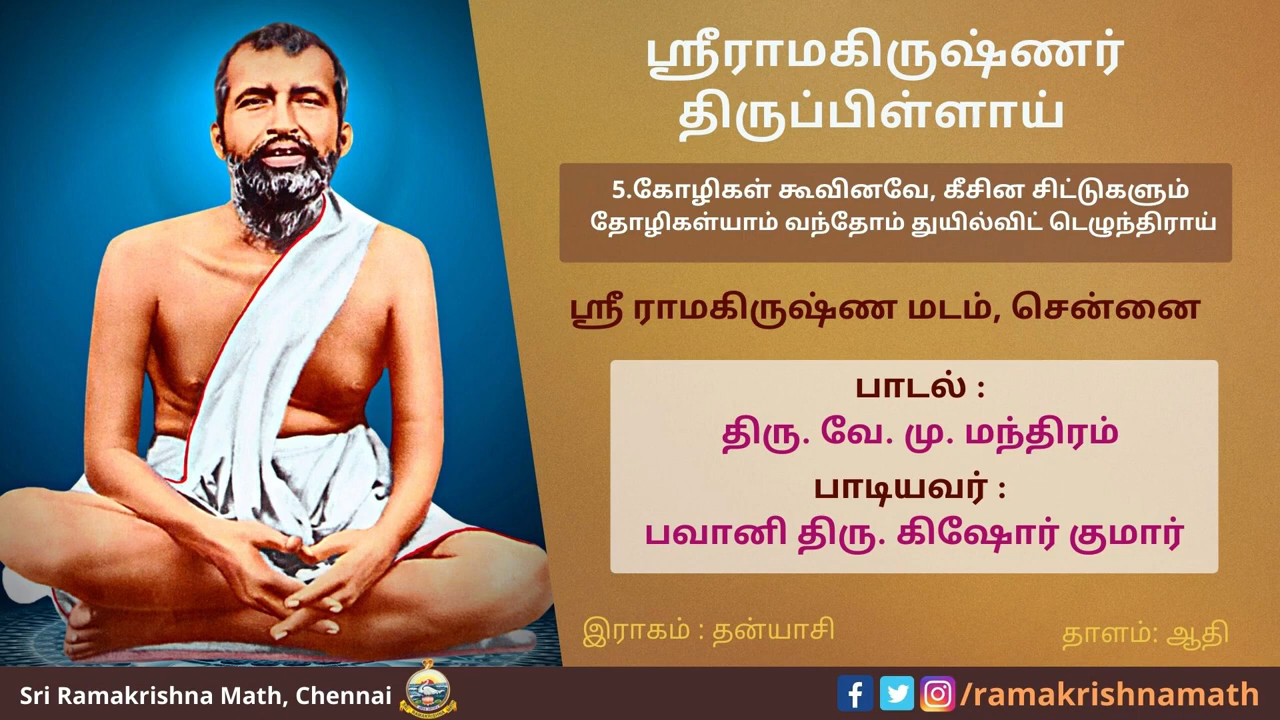 ஸ்ரீராமகிருஷ்ணர்
திருப்பிள்ளாய்
5.கோழிகள் கூவினவே, கீசின சிட்டுகளும்
தோழிகள்யாம் வந்தோம் துயில்விட் டெழுந்திராய்
ஸ்ரீ ராமகிருஷ்ண மடம், சென்னை
பாடல் :
திரு. வே. மு. மந்திரம்
பாடியவர் :
பவானி திரு. கிஷோர் குமார்
இராகம் : தன்யாசி
தாளம்: ஆதி
Sri Ramakrishna Math, Chennai
/ramakrishnamath